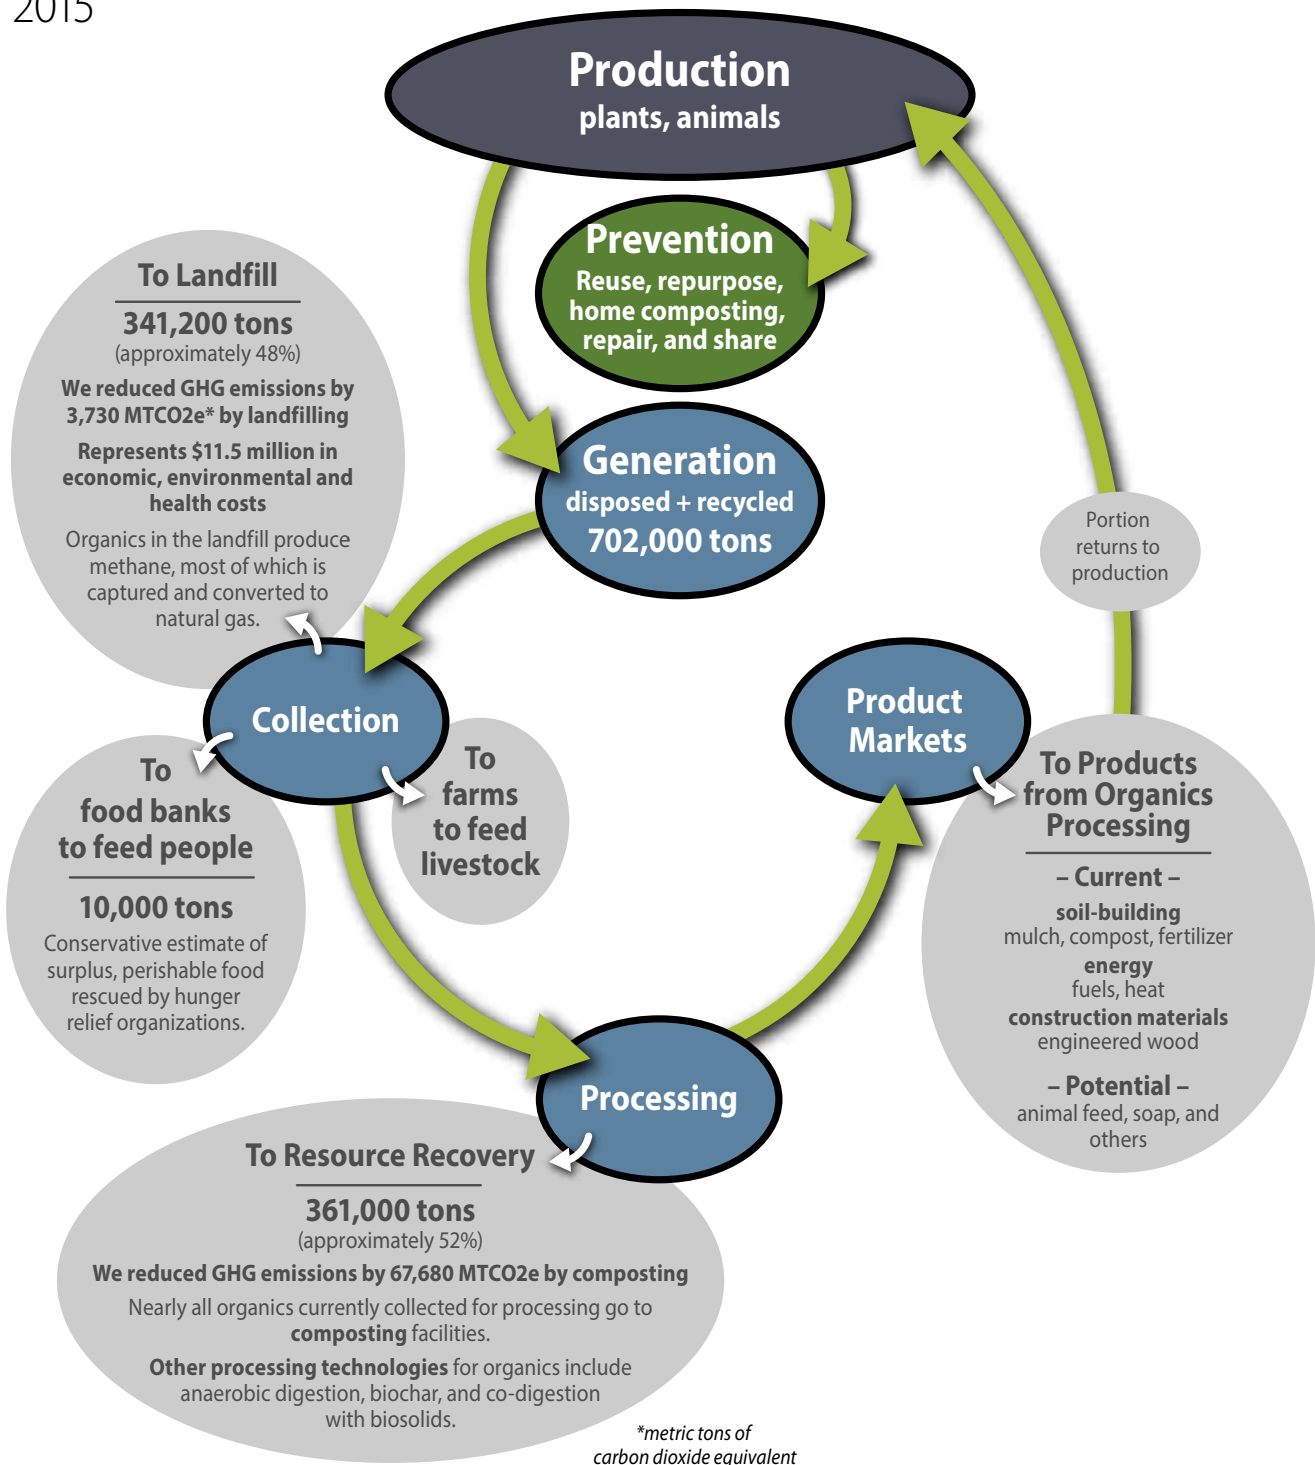 2015
Production
plants, animals
Prevention
Reuse, repurpose,
home composting,
repair, and share
To Landfill
341,200 tons
(approximately 48%)
We reduced GHG emissions by
3,730 MTCO2e* by landfilling
Represents $11.5 million in
economic, environmental and
health costs
Organics in the landfill produce
methane, most of which is
captured and converted to
natural gas.
Generation
disposed + recycled
702,000 tons
Portion
returns to
production
Collection
To
food banks
to feed people
10,000 tons
Conservative estimate of
surplus, perishable food
rescued by hunger
relief organizations.
To
farms
to feed
livestock
Product
Markets
To Products
from Organics
Processing
– Current –
soil-building
mulch, compost, fertilizer
energy
fuels, heat
construction materials
engineered wood
– Potential –
animal feed, soap, and
others
Processing
To Resource Recovery
361,000 tons
(approximately 52%)
We reduced GHG emissions by 67,680 MTCO2e by composting
Nearly all organics currently collected for processing go to
composting facilities.
Other processing technologies for organics include
anaerobic digestion, biochar, and co-digestion
with biosolids.
*metric tons of
carbon dioxide equivalent